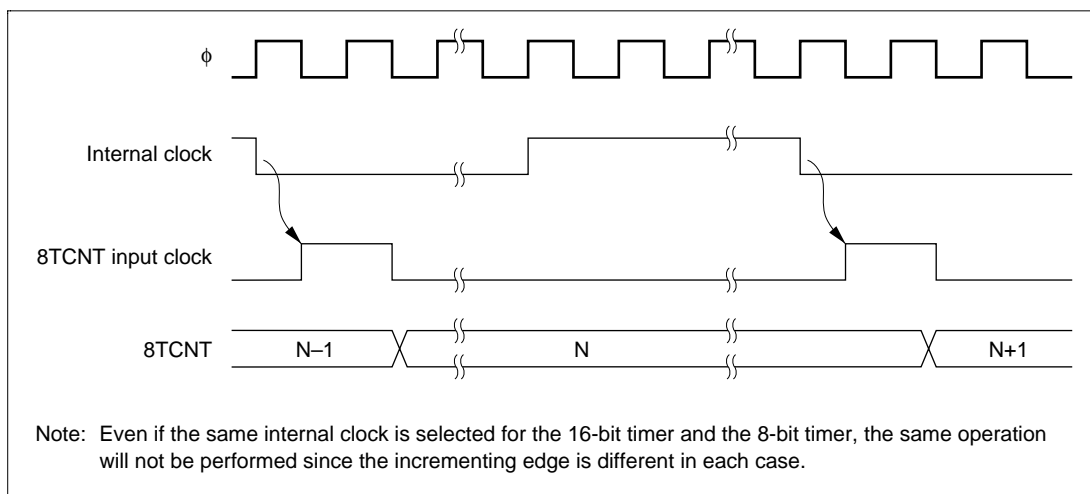 ϕ
Internal clock
8TCNT input clock
8TCNT
N–1
N
N+1
Note: Even if the same internal clock is selected for the 16-bit timer and the 8-bit timer, the same operation
will not be performed since the incrementing edge is different in each case.